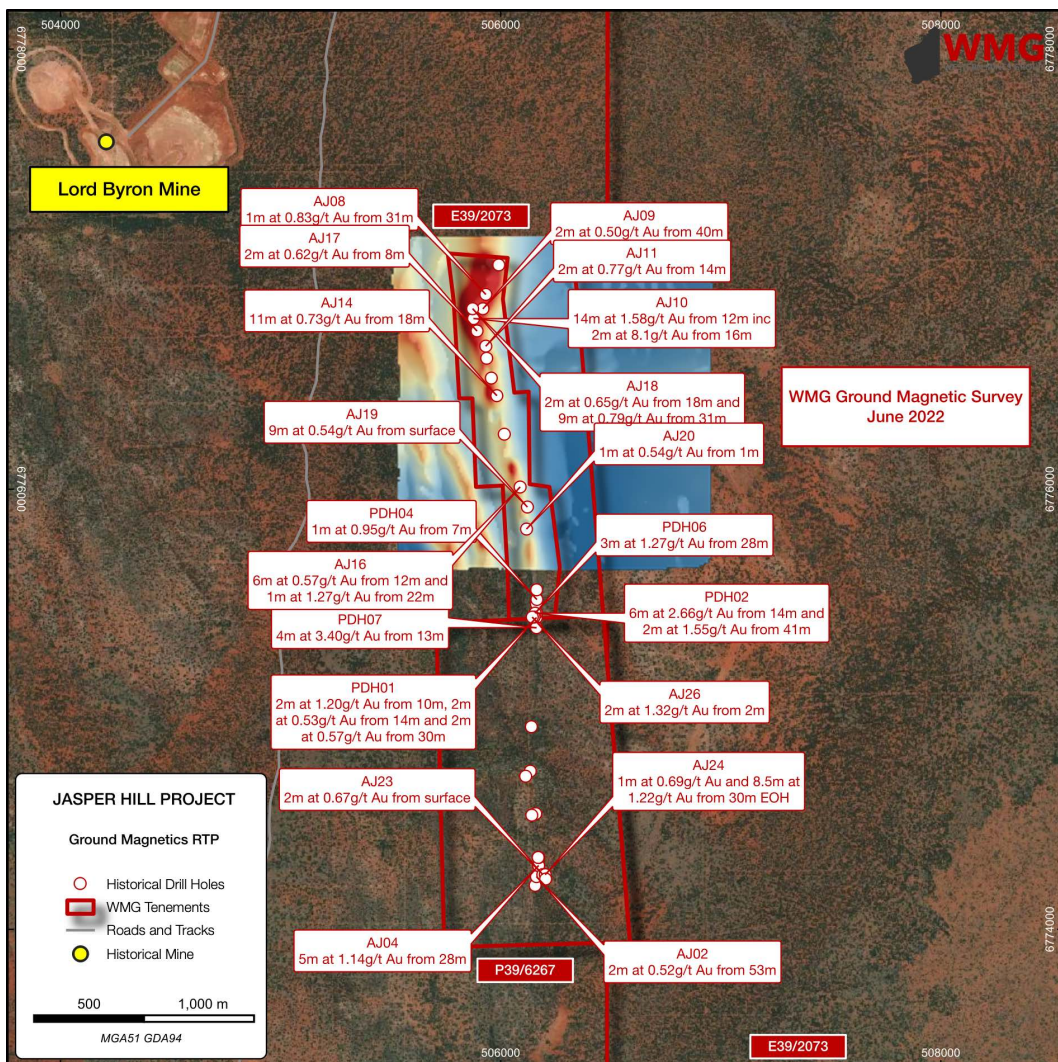 504000
506000
508000
6778000
6778000
WMG
Lord Byron Mine
AJ08
1m at 0.83g/t Au from 31m
E39/2073
AJ09
2m at 0.50g/t Au from 40m
AJ17
2m at 0.62g/t Au from 8m
AJ11
2m at 0.77g/t Au from 14m
AJ14
11m at 0.73g/t Au from 18m
AJ10
14m at 1.58g/t Au from 12m inc
2m at 8.1g/t Au from 16m
AJ18
2m at 0.65g/t Au from 18m and
9m at 0.79g/t Au from 31m
WMG Ground Magnetic Survey
June 2022
AJ19
9m at 0.54g/t Au from surface
AJ20
1m at 0.54g/t Au from 1m
6776000
6776000
PDH04
1m at 0.95g/t Au from 7m
PDH06
3m at 1.27g/t Au from 28m
AJ16
6m at 0.57g/t Au from 12m and
1m at 1.27g/t Au from 22m
PDH02
6m at 2.66g/t Au from 14m and
2m at 1.55g/t Au from 41m
PDH07
4m at 3.40g/t Au from 13m
PDH01
2m at 1.20g/t Au from 10m, 2m
at 0.53g/t Au from 14m and 2m
at 0.57g/t Au from 30m
AJ26
2m at 1.32g/t Au from 2m
AJ23
2m at 0.67g/t Au from surface
AJ24
1m at 0.69g/t Au and 8.5m at
1.22g/t Au from 30m EOH
JASPER HILL PROJECT
Ground Magnetics RTP
Historical Drill Holes
WMG Tenements
Roads and Tracks
Historical Mine
500
1,000 m
MGA51 GDA94
AJ04
5m at 1.14g/t Au from 28m
P39/6267
AJ02
2m at 0.52g/t Au from 53m
6774000
E39/2073
506000
508000